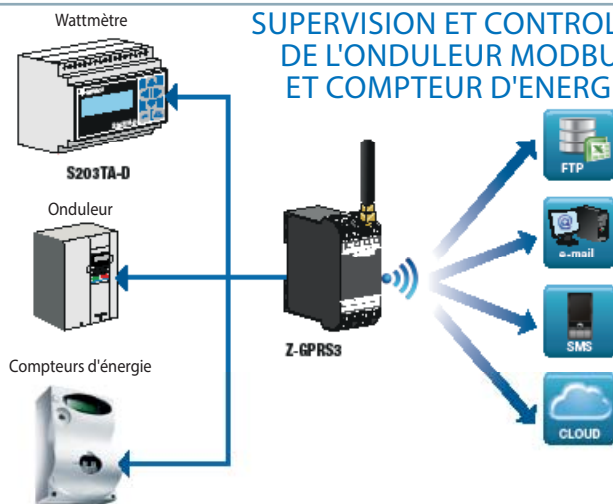 Wattmètre
SUPERVISION ET CONTROL
DE L'ONDULEUR MODBU
ET COMPTEUR D'ENERG
S203TA-D
Onduleur
Z-GPRS3
Compteurs d'énergie
FTP
e-mail
SMS
CLOUD